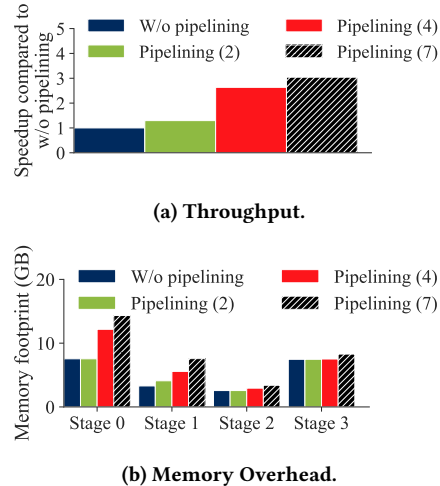 Speedup compared to
w/o pipelining
5
4
3
2
1
0
W/o pipelining
Pipelining (2)
Pipelining (4)
Pipelining (7)
(a) Throughput.
Memory footprint (GB)
20
10
0
W/o pipelining
Pipelining (2)
Pipelining (4)
Pipelining (7)
Stage 0 Stage 1 Stage 2 Stage 3
(b) Memory Overhead.